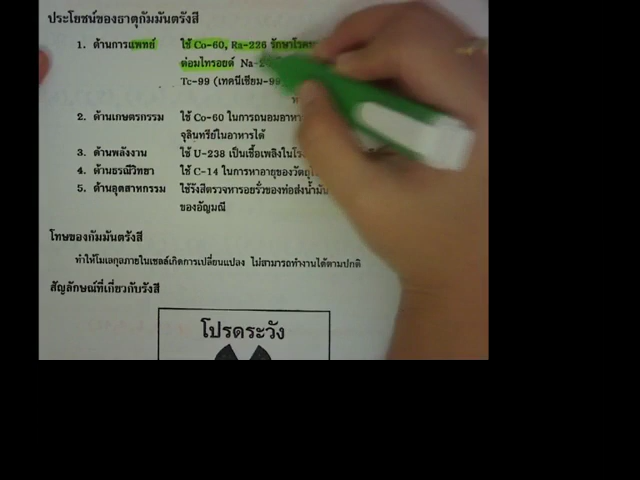 ประโยชน์ของธาตุกัมมันตรังสี
1. ด้านการแพทย์ ใช้ Co-60, Ra-226 รักษาโรค
ต่อมไทรอยด์ Na-2
Tc-99 (เทคนีเซียม-99
2. ด้านเกษตรกรรม ใช้ Co-60 ในการถนอมอาหาร
จุลินทรีย์ในอาหารได้
3. ด้านพลังงาน ใช้ U-238 เป็นเชื้อเพลิงในโรง
4. ด้านธรณีวิทยา ใช้ C-14 ในการหาอายุของวัตถุโ
5. ด้านอุตสาหกรรม ใช้รังสีตรวจหารอยรั่วของท่อส่งน้ำมัน
ของอัญมณี
โทษของกัมมันตรังสี
ทำให้โมเลกุลภายในเซลล์เกิดการเปลี่ยนแปลง ไม่สามารถทำงานได้ตามปกติ
สัญลักษณ์ที่เกี่ยวกับรังสี
โปรดระวัง